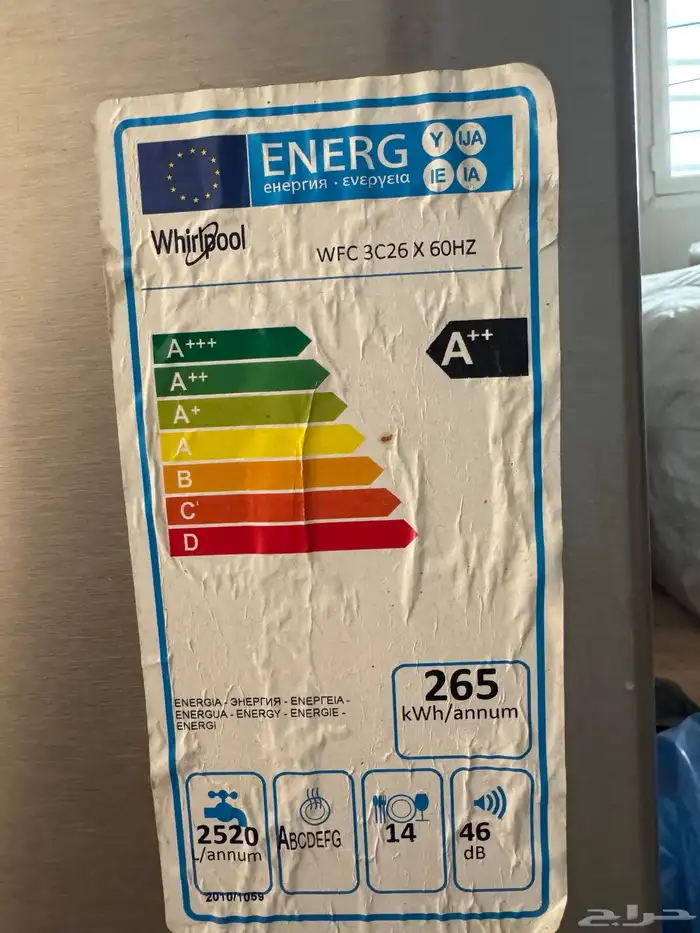 ENERG
Y IJA
IE IA
енергия · ενεργεια
Whirlpool
WFC 3C26 X 60HZ
A+++
A++
A++
A+
A
B
C
D
265
kWh/annum
ENERGIA - ЭНЕРГИЯ - ΕΝΕΡΓΕΙΑ -
ENERGIJA - ENERGY - ENERGIE -
ENERGI
2520
L/annum
ABCDEFG
14
46
dB
2010/1059
حراج